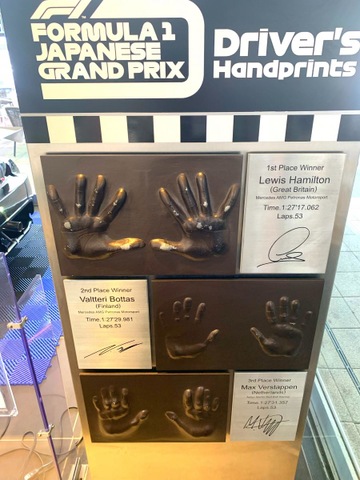 FORMULA 1
JAPANESE
GRAND PRIX
Driver's
Handprints
1st Place Winner
Lewis Hamilton
(Great Britain)
Mercedes AMG Petronas Motorsport
Time.1:27'17.062
Laps.53
2nd Place Winner
Valtteri Bottas
(Finland)
Mercedes AMG Petronas Motorsport
Time.1:27'29.981
Laps.53
3rd Place Winner
Max Verstappen
(Netherlands)
Laps.53